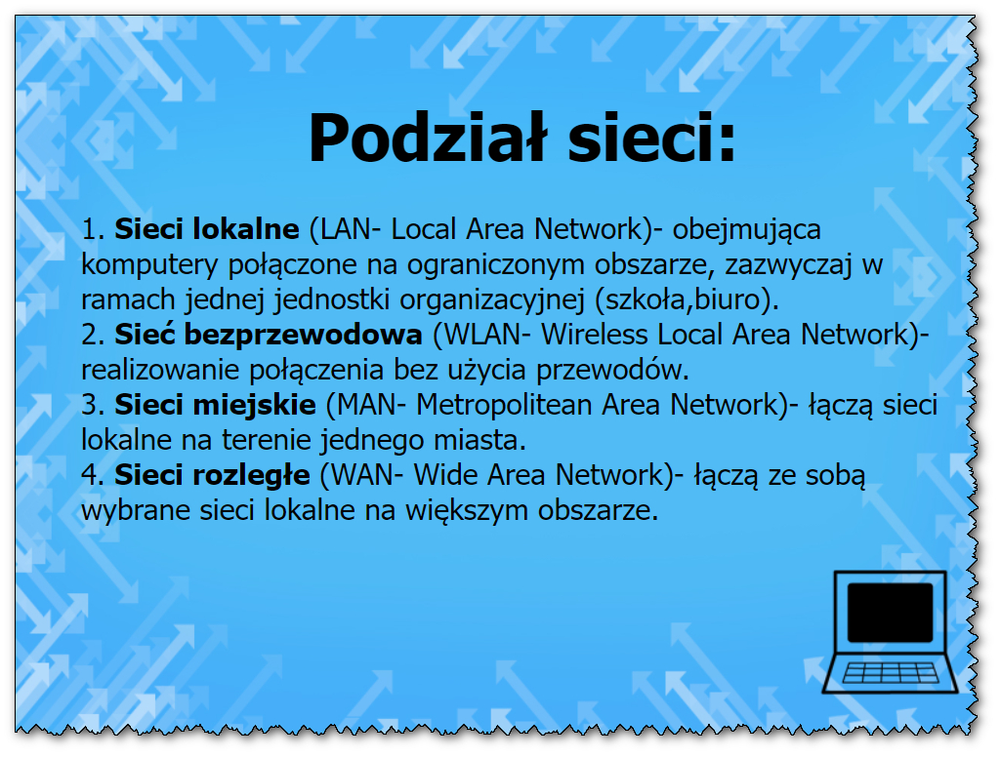 Podział sieci:
1. Sieci lokalne (LAN- Local Area Network)- obejmująca
komputery połączone na ograniczonym obszarze, zazwyczaj w
ramach jednej jednostki organizacyjnej (szkoła,biuro).
2. Sieć bezprzewodowa (WLAN- Wireless Local Area Network)-
realizowanie połączenia bez użycia przewodów.
3. Sieci miejskie (MAN- Metropolitean Area Network)- łączą sieci
lokalne na terenie jednego miasta.
4. Sieci rozległe (WAN- Wide Area Network)- łączą ze sobą
wybrane sieci lokalne na większym obszarze.